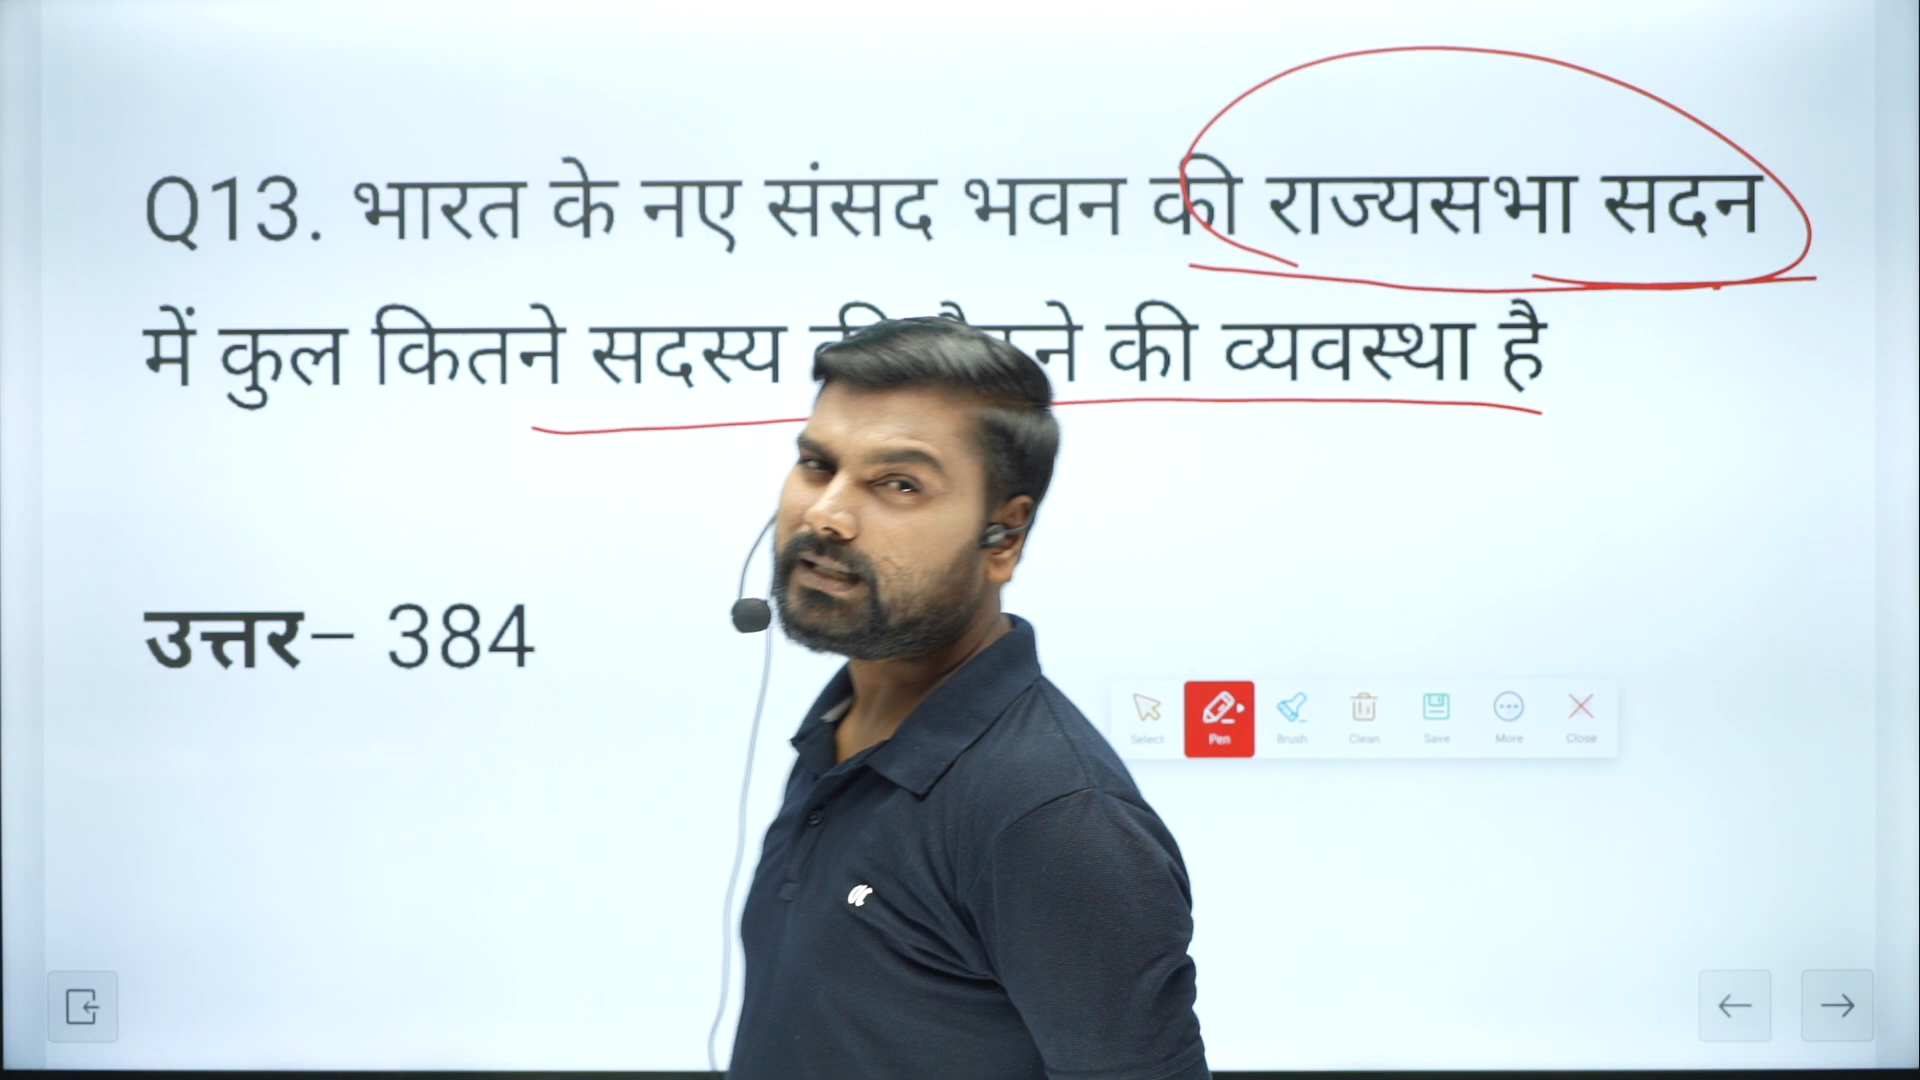 Q13. भारत के नए संसद भवन की राज्यसभा सदन
में कुल कितने सदस्य की की व्यवस्था है
उत्तर– 384
Select Pen Brush Clean Save More Close